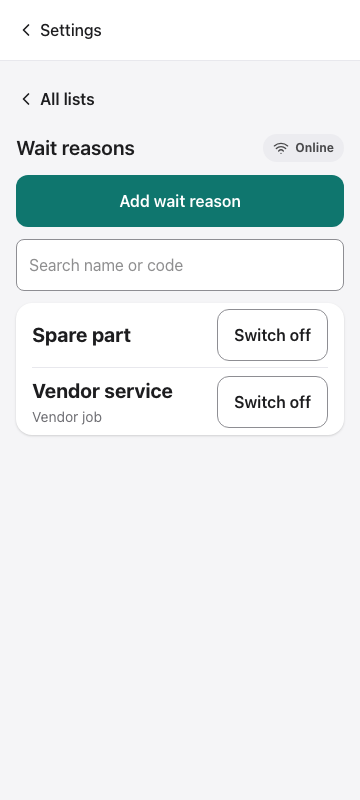 Settings
All lists
Wait reasons
Online
Add wait reason
Search name or code
Spare part
Switch off
Vendor service
Vendor job
Switch off